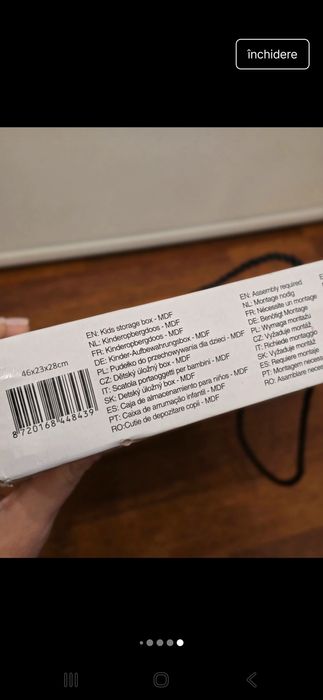 închidere
46x23x28cm
8720168448439
EN: Kids storage box - MDF
NL: Kinderopbergdoos - MDF
FR: Kinderopbergdoos - MDF
DE: Kinder-Aufbewahrungbox - MDF
PL: Pudełko do przechowywania dla dzieci - MDF
CZ: Dětský úložný box - MDF
IT: Scatola portaoggetti per bambini - MDF
SK: Detský úložný box - MDF
ES: Caja de almacenamiento para niños - MDF
PT: Caixa de arrumação infantil - MDF
RO:Cutie de depozitare copii - MDF
EN: Assembly required
NL: Montage nodig
FR: Nécessite un montage
DE: Benötigt Montage
PL: Wymaga montażu
CZ: Vyžaduje montáž
IT: Richiede montaggio
SK: Vyžaduje montáž
ES: Requiere montaje
PT: Montagem
RO: Asamblare